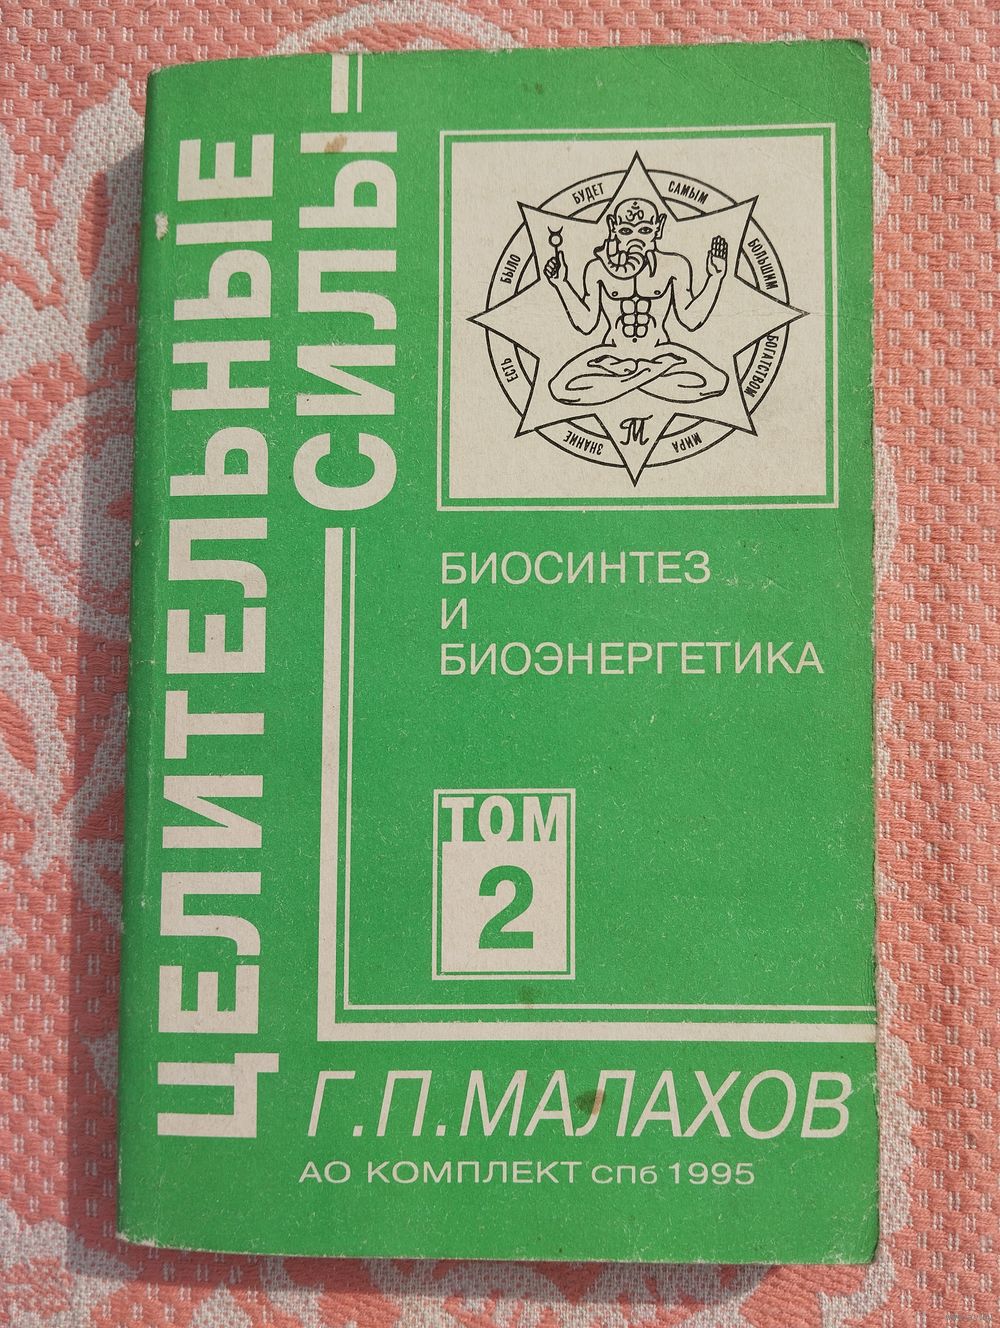 ЦЕЛИТЕЛЬНЫЕ
СИЛЫ
ЗНАНИЕ ЕСТЬ БЫЛО БУДЕТ САМЫМ БОЛЬШИМ БОГАТСТВОМ МИРА
М
БИОСИНТЕЗ
И
БИОЭНЕРГЕТИКА
ТОМ
2
Г.П.МАЛАХОВ
АО КОМПЛЕКТ СПб 1995